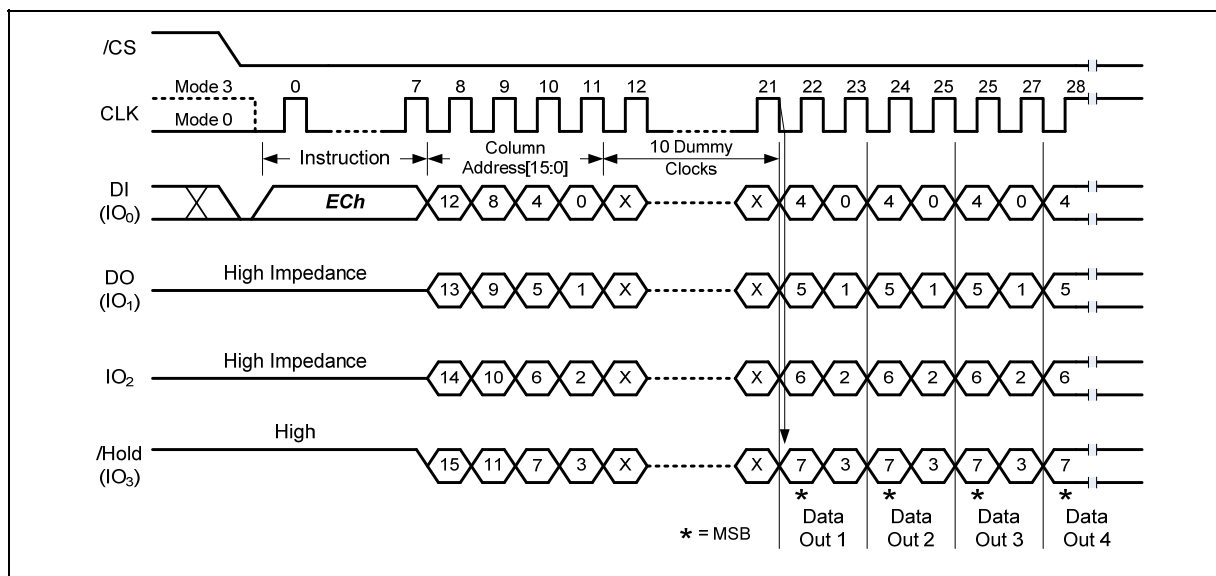 /CS
Mode 3 0 7 8 9 10 11 12 21 22 23 24 25 25 27 28
CLK
Mode 0
Instruction
Column
Address[15:0]
10 Dummy
Clocks
DI
(IO0)
ECh 12 8 4 0 X X 4 0 4 0 4 0 4
DO
(IO1)
High Impedance 13 9 5 1 X X 5 1 5 1 5 1 5
IO2
High Impedance 14 10 6 2 X X 6 2 6 2 6 2 6
/Hold
(IO3)
High 15 11 7 3 X X 7 3 7 3 7 3 7
* * * *
* = MSB
Data
Out 1
Data
Out 2
Data
Out 3
Data
Out 4